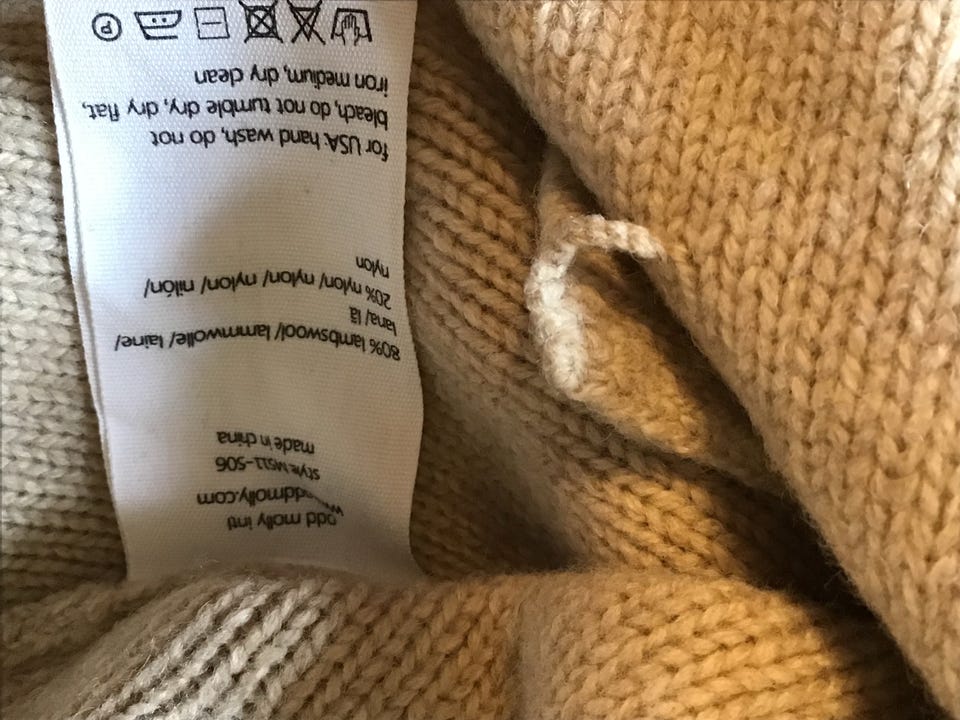 odd molly intl
www.oddmolly.com
style M511-506
made in china
80% lambswool/ lammwolle/ laine/
lana/ lã
20% nylon/ nylon/ nylon/ nilón/
nylon
for USA: hand wash, do not
bleach, do not tumble dry, dry flat,
iron medium, dry clean
P